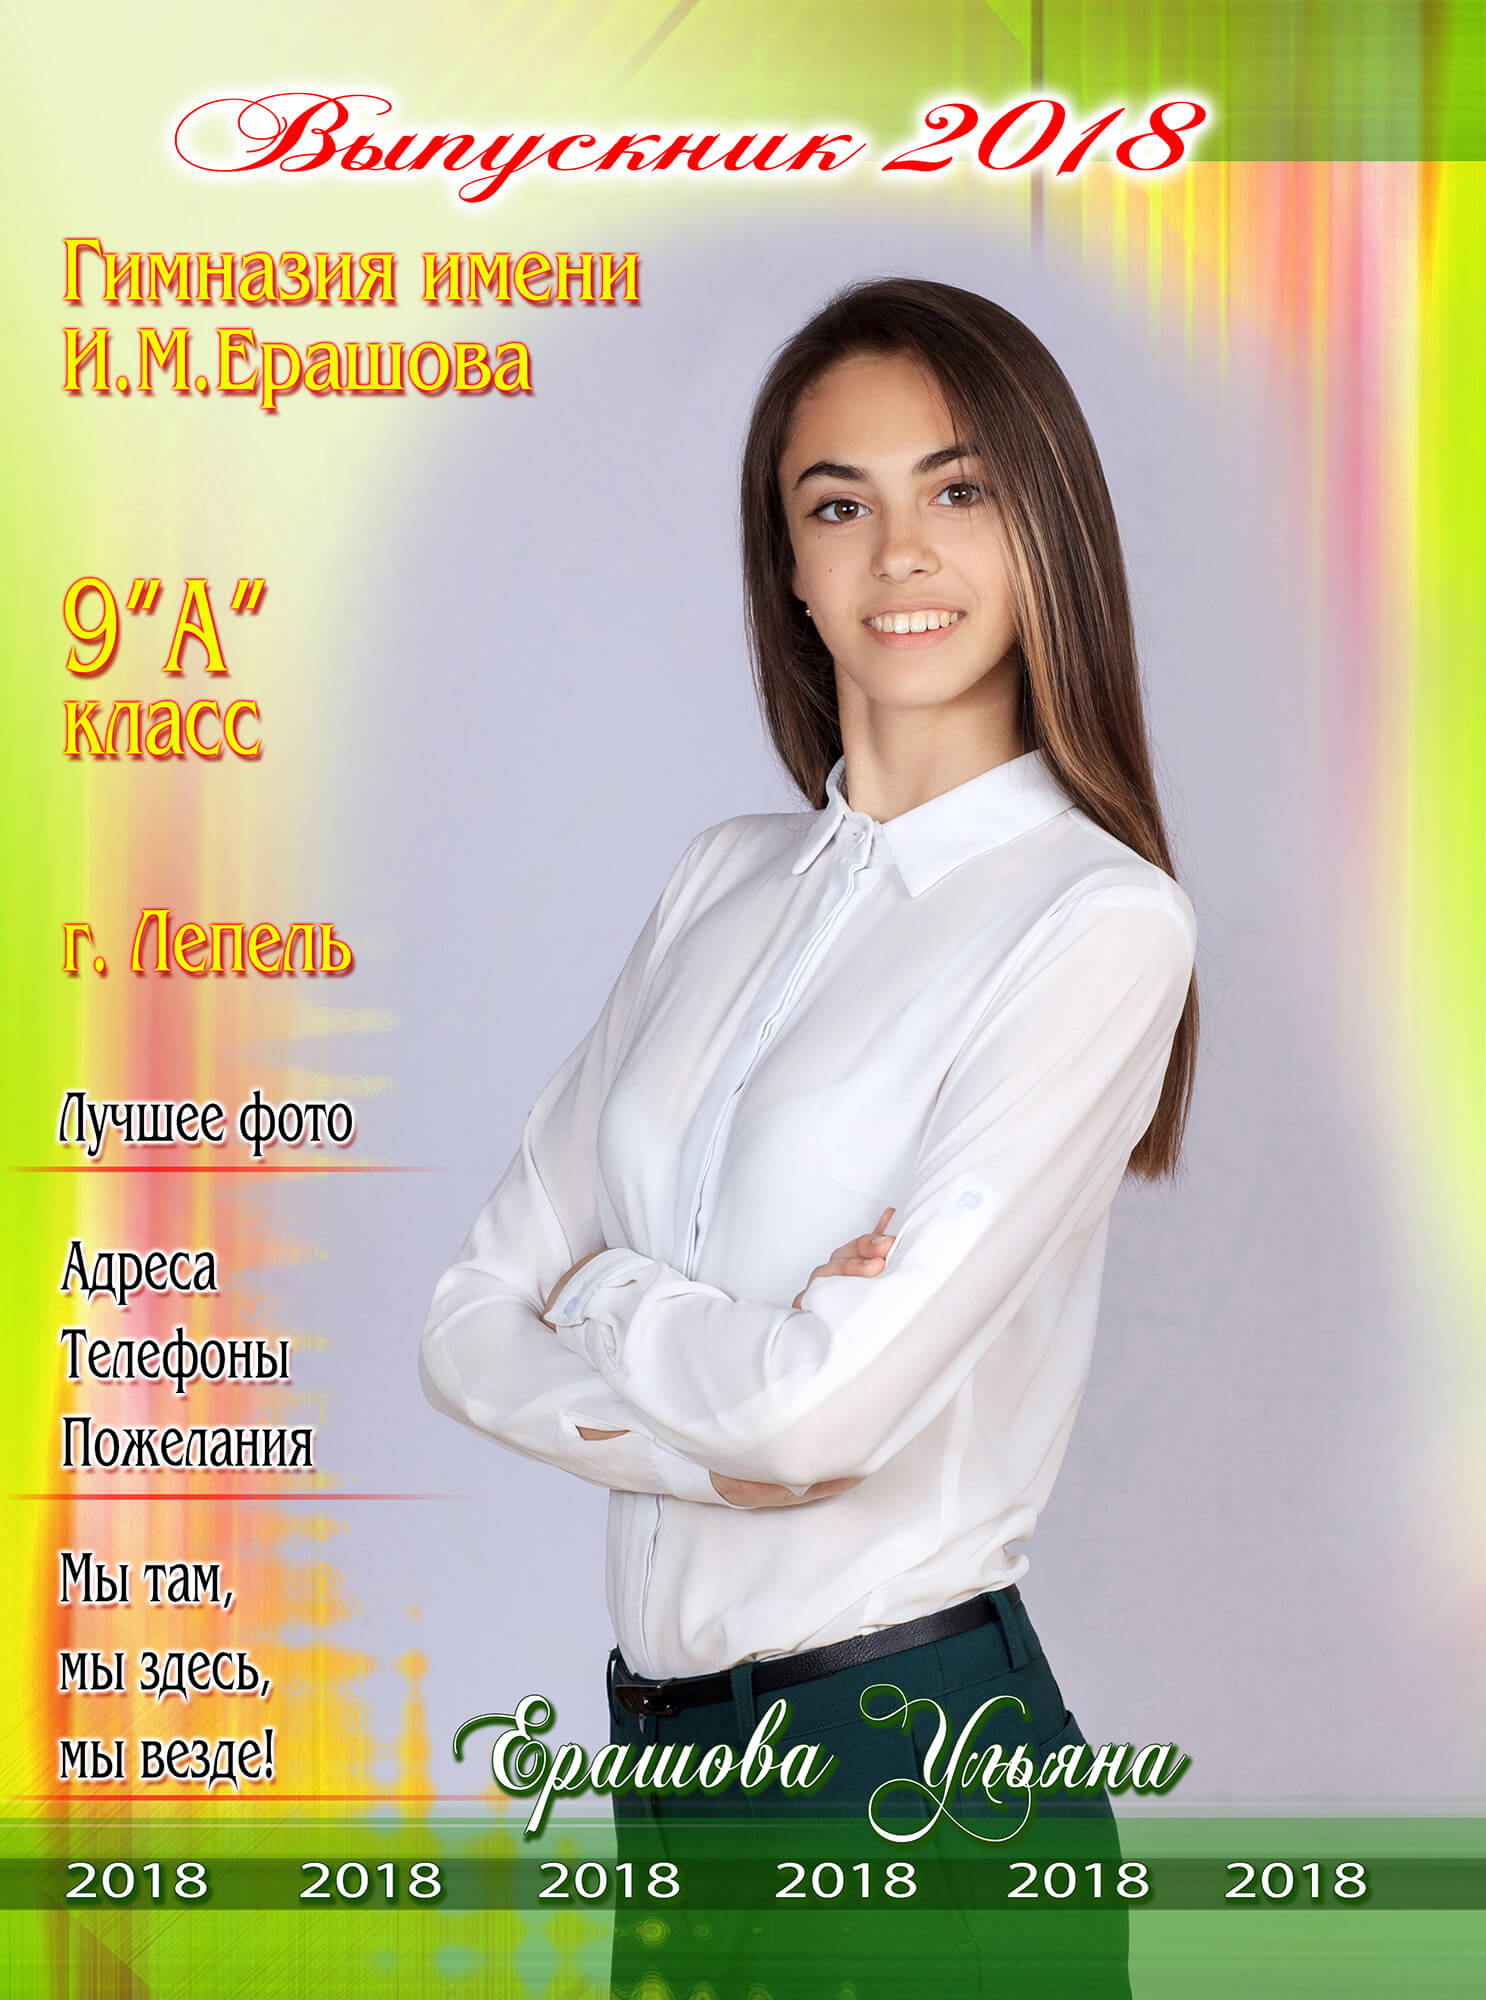 Выпускник 2018
Гимназия имени
И.М.Ерашова
9"А"
класс
г. Лепель
Лучшее фото
Адреса
Телефоны
Пожелания
Мы там,
мы здесь,
мы везде!
Ерашова Ульяна
2018 2018 2018 2018 2018 2018